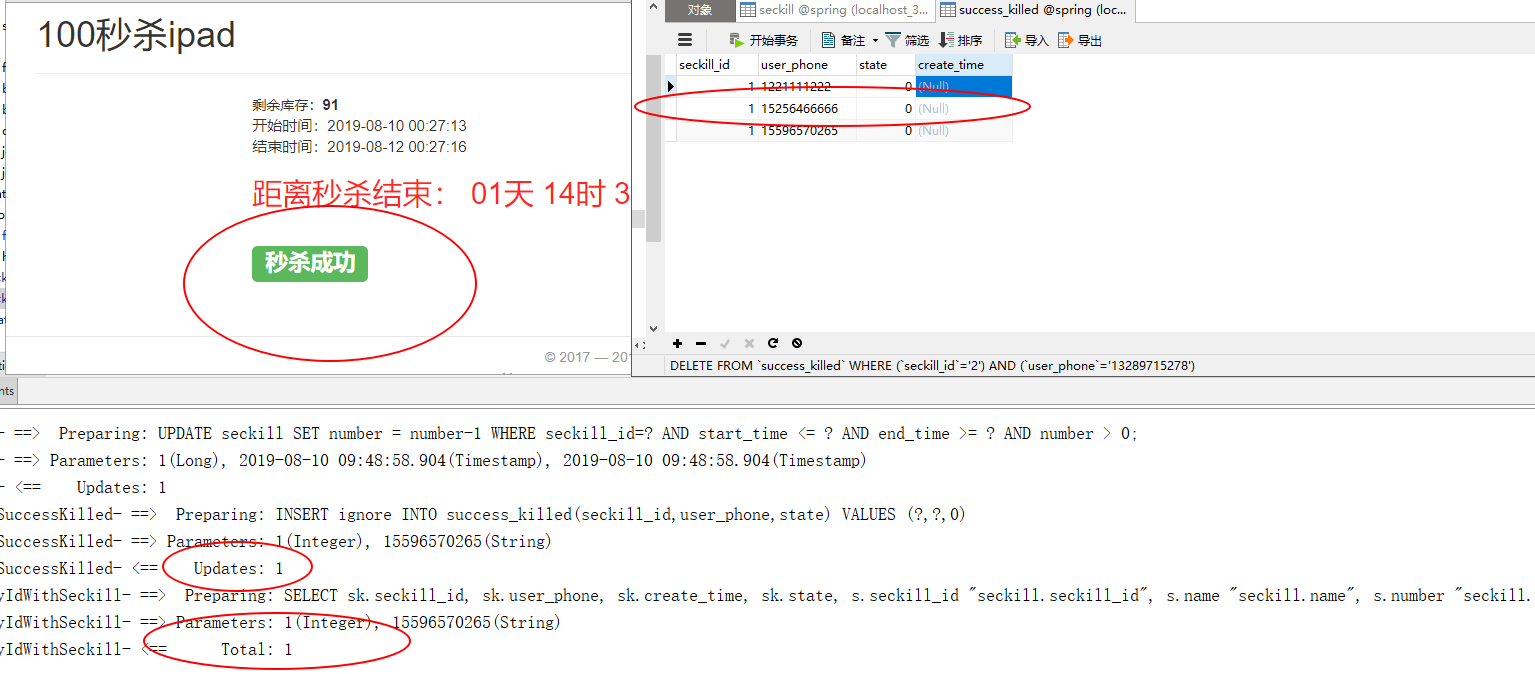 100秒杀ipad
剩余库存：91
开始时间：2019-08-10 00:27:13
结束时间：2019-08-12 00:27:16
距离秒杀结束： 01天 14时 3
秒杀成功
© 2017 — 20
对象
seckill @spring (localhost_3...
success_killed @spring (loc...
开始事务 备注 筛选 排序 导入 导出
seckill_id user_phone state create_time
1 1221111222 0 (Null)
1 15256466666 0 (Null)
1 15596570265 0 (Null)
DELETE FROM `success_killed` WHERE (`seckill_id`='2') AND (`user_phone`='13289715278')
nts
- ==>  Preparing: UPDATE seckill SET number = number-1 WHERE seckill_id=? AND start_time <= ? AND end_time >= ? AND number > 0;
- ==> Parameters: 1(Long), 2019-08-10 09:48:58.904(Timestamp), 2019-08-10 09:48:58.904(Timestamp)
- <==    Updates: 1
SuccessKilled- ==>  Preparing: INSERT ignore INTO success_killed(seckill_id,user_phone,state) VALUES (?,?,0)
SuccessKilled- ==> Parameters: 1(Integer), 15596570265(String)
SuccessKilled- <==    Updates: 1
yIdWithSeckill- ==>  Preparing: SELECT sk.seckill_id, sk.user_phone, sk.create_time, sk.state, s.seckill_id "seckill.seckill_id", s.name "seckill.name", s.number "seckill.
yIdWithSeckill- ==> Parameters: 1(Integer), 15596570265(String)
yIdWithSeckill- <==      Total: 1